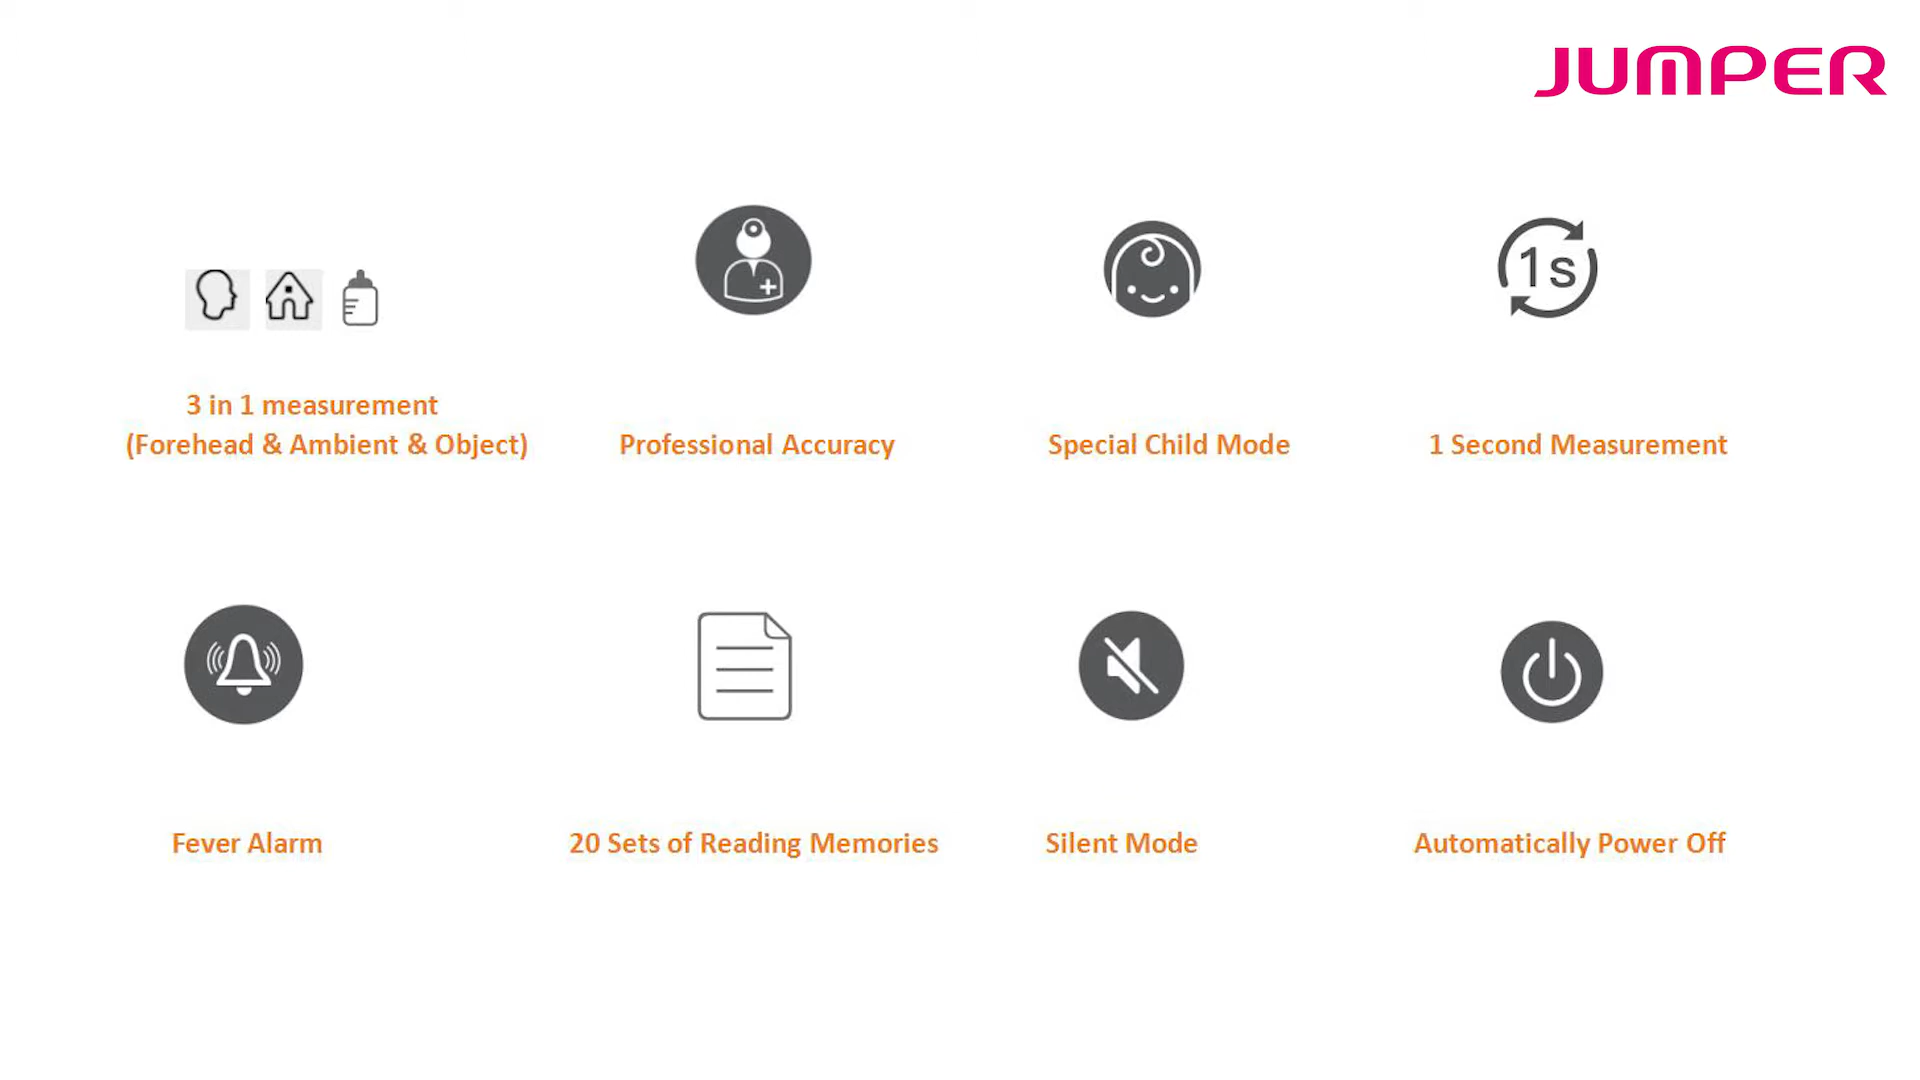 JUMPER
1s
3 in 1 measurement
(Forehead & Ambient & Object)
Professional Accuracy
Special Child Mode
1 Second Measurement
Fever Alarm
20 Sets of Reading Memories
Silent Mode
Automatically Power Off